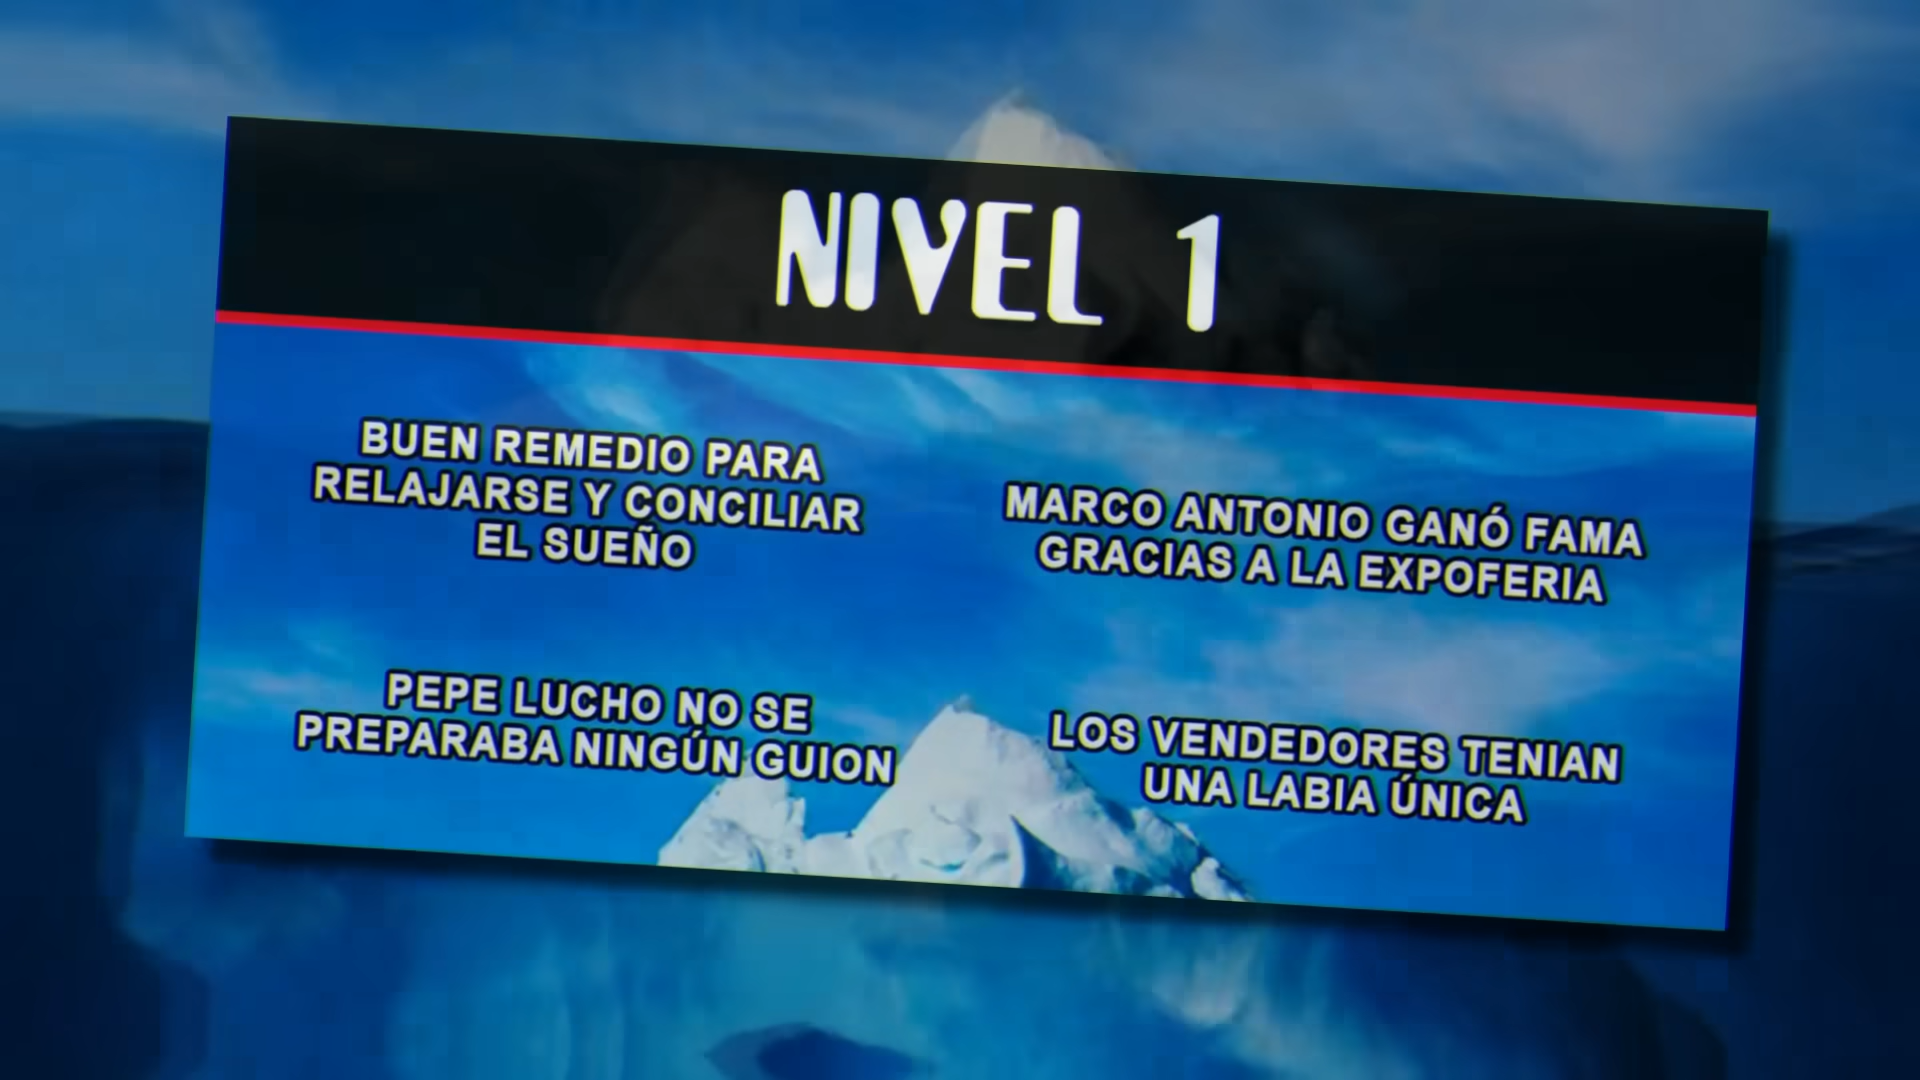 NIVEL 1
BUEN REMEDIO PARA
RELAJARSE Y CONCILIAR
EL SUEÑO
MARCO ANTONIO GANÓ FAMA
GRACIAS A LA EXPOFERIA
PEPE LUCHO NO SE
PREPARABA NINGÚN GUION
LOS VENDEDORES TENIAN
UNA LABIA ÚNICA